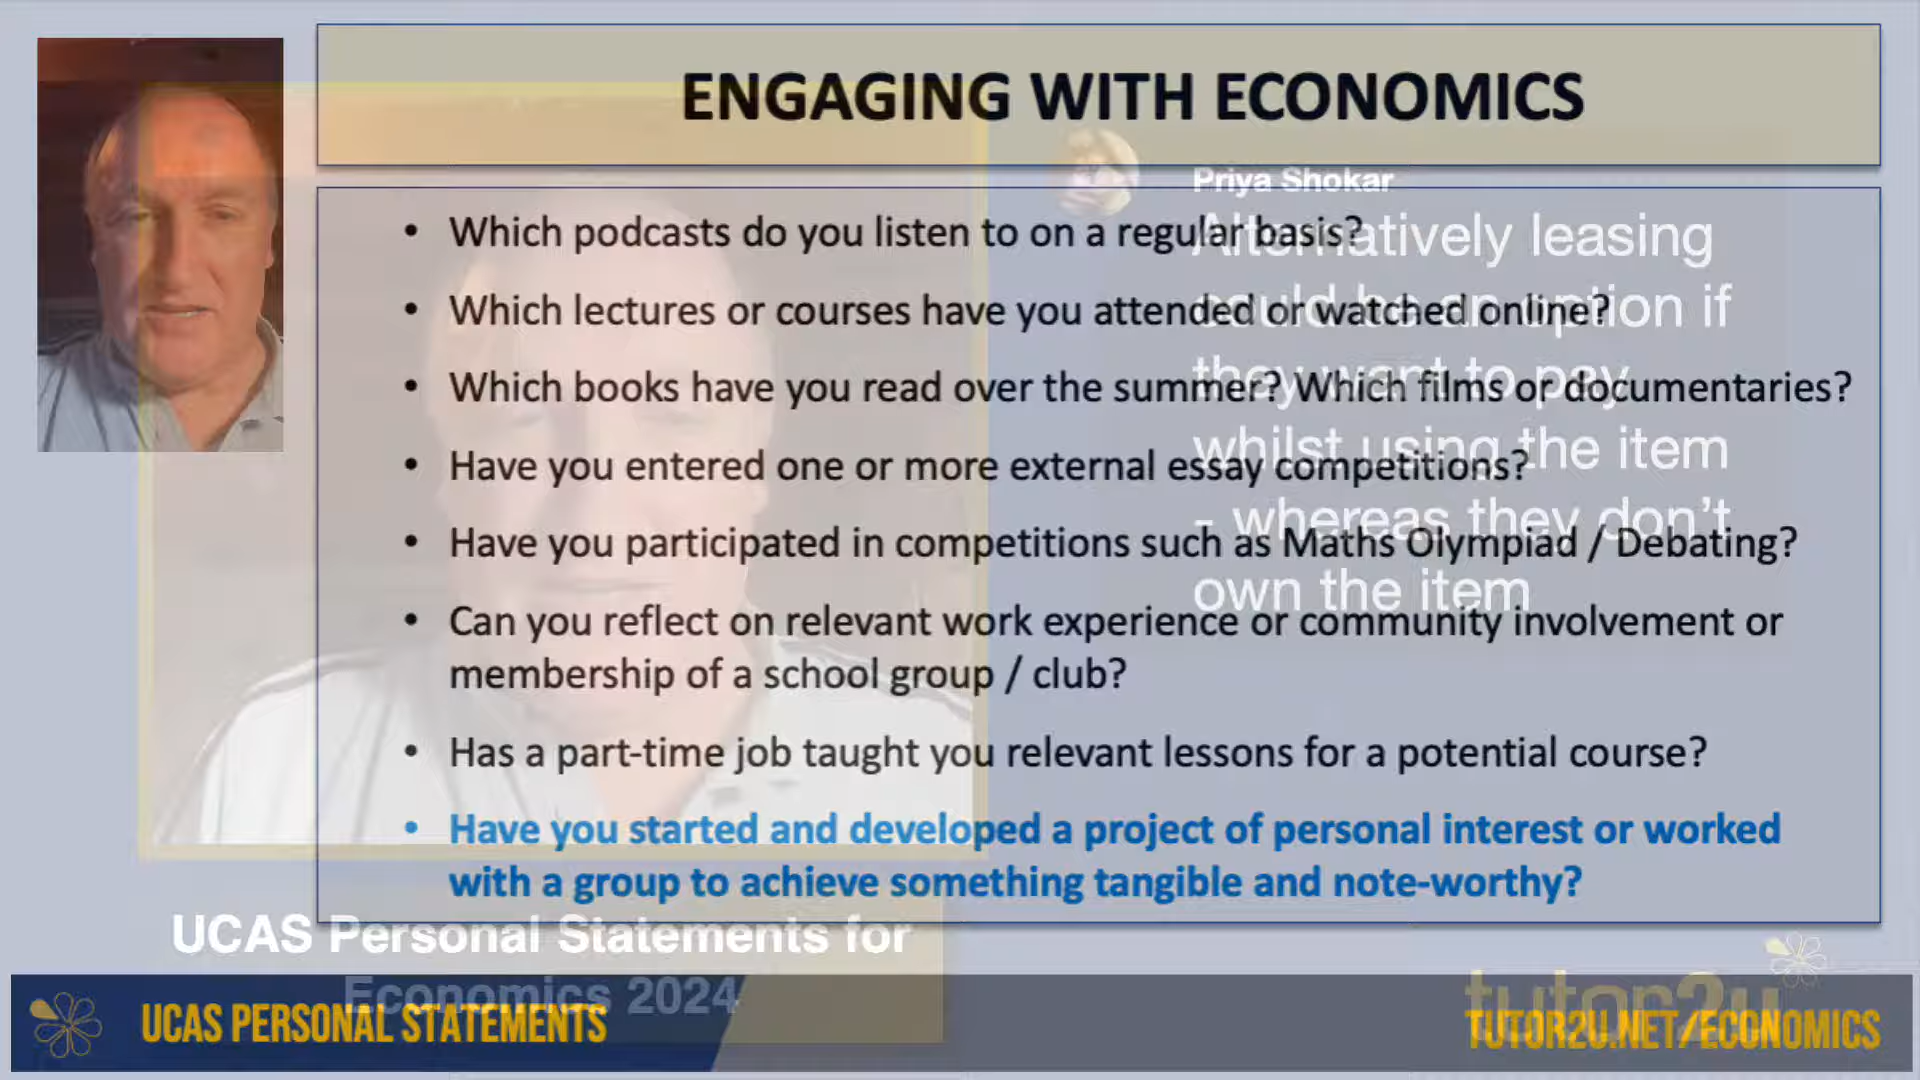 ENGAGING WITH ECONOMICS
• Which podcasts do you listen to on a regular basis?
• Which lectures or courses have you attended or watched online?
• Which books have you read over the summer? Which films or documentaries?
• Have you entered one or more external essay competitions?
• Have you participated in competitions such as Maths Olympiad / Debating?
• Can you reflect on relevant work experience or community involvement or
membership of a school group / club?
• Has a part-time job taught you relevant lessons for a potential course?
• Have you started and developed a project of personal interest or worked
with a group to achieve something tangible and note-worthy?
Priya Shokar
Alternatively leasing
could be an option if
they want to pay
whilst using the item
- whereas they don't
own the item
UCAS Personal Statements for
Economics 2024
UCAS PERSONAL STATEMENTS
tutor2u
TUTOR2U.NET/ECONOMICS